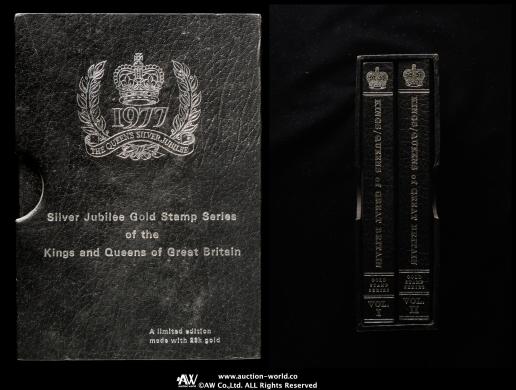 1977
THE QUEEN'S SILVER JUBILEE
Silver Jubilee Gold Stamp Series
of the
Kings and Queens of Great Britain
A limited edition
made with 23k gold
KINGS/QUEENS of GREAT BRITAIN
GOLD
STAMP
SERIES
VOL.
I
KINGS/QUEENS of GREAT BRITAIN
GOLD
STAMP
SERIES
VOL.
II
AW www.auction-world.co
©AW Co.,Ltd. All Rights Reserved